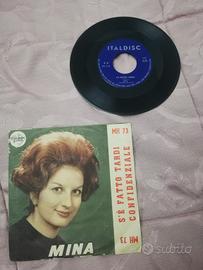 ITALDISC
MH 73
S'È FATTO TARDI
CONFIDENZIALE
MH 73
MINA
subito